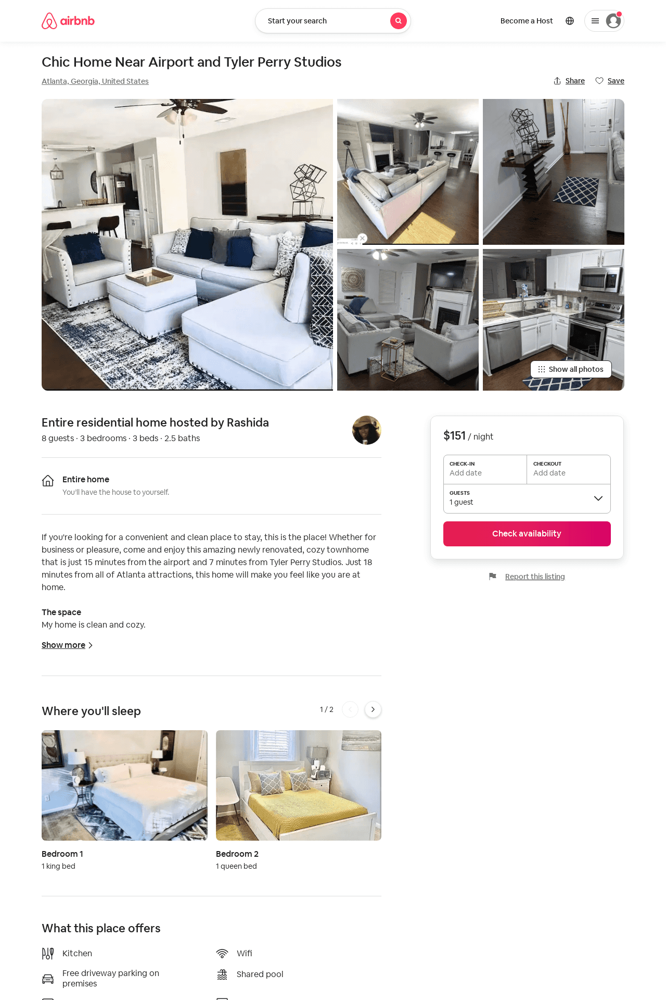 airbnb
Start your search
Become a Host
Chic Home Near Airport and Tyler Perry Studios
Atlanta, Georgia, United States
Share
Save
Show all photos
Entire residential home hosted by Rashida
8 guests · 3 bedrooms · 3 beds · 2.5 baths
Entire home
You’ll have the house to yourself.
If you're looking for a convenient and clean place to stay, this is the place! Whether for
business or pleasure, come and enjoy this amazing newly renovated, cozy townhome
that is just 15 minutes from the airport and 7 minutes from Tyler Perry Studios. Just 18
minutes from all of Atlanta attractions, this home will make you feel like you are at
home.
The space
My home is clean and cozy.
Show more
$151 / night
CHECK-IN
Add date
CHECKOUT
Add date
GUESTS
1 guest
Check availability
Report this listing
Where you'll sleep
1 / 2
Bedroom 1
1 king bed
Bedroom 2
1 queen bed
What this place offers
Kitchen
Wifi
Free driveway parking on
premises
Shared pool